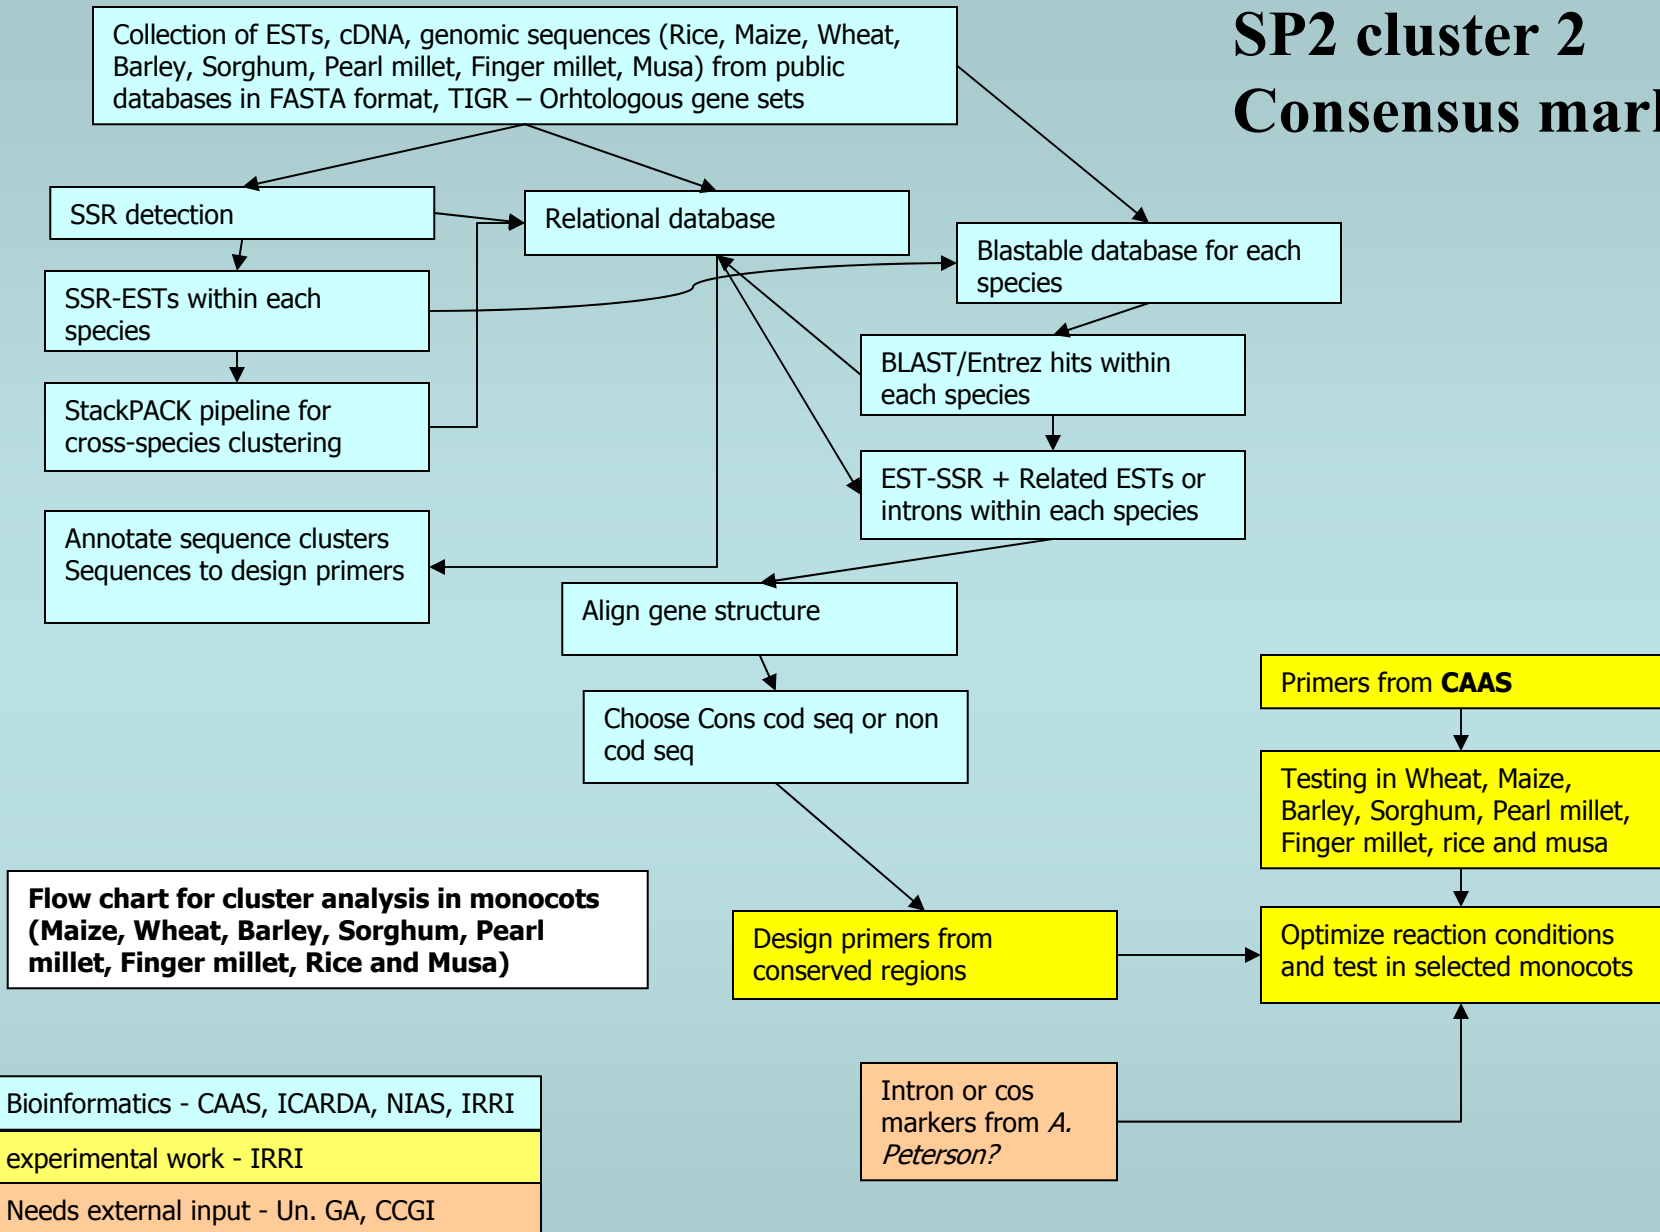 SP2 cluster 2
Consensus mark
Collection of ESTs, cDNA, genomic sequences (Rice, Maize, Wheat,
Barley, Sorghum, Pearl millet, Finger millet, Musa) from public
databases in FASTA format, TIGR – Orhtologous gene sets
SSR detection
Relational database
Blastable database for each
species
SSR-ESTs within each
species
BLAST/Entrez hits within
each species
StackPACK pipeline for
cross-species clustering
EST-SSR + Related ESTs or
introns within each species
Annotate sequence clusters
Sequences to design primers
Align gene structure
Choose Cons cod seq or non
cod seq
Primers from CAAS
Testing in Wheat, Maize,
Barley, Sorghum, Pearl millet,
Finger millet, rice and musa
Flow chart for cluster analysis in monocots
(Maize, Wheat, Barley, Sorghum, Pearl
millet, Finger millet, Rice and Musa)
Design primers from
conserved regions
Optimize reaction conditions
and test in selected monocots
Intron or cos
markers from A.
Peterson?
Bioinformatics - CAAS, ICARDA, NIAS, IRRI
experimental work - IRRI
Needs external input - Un. GA, CCGI